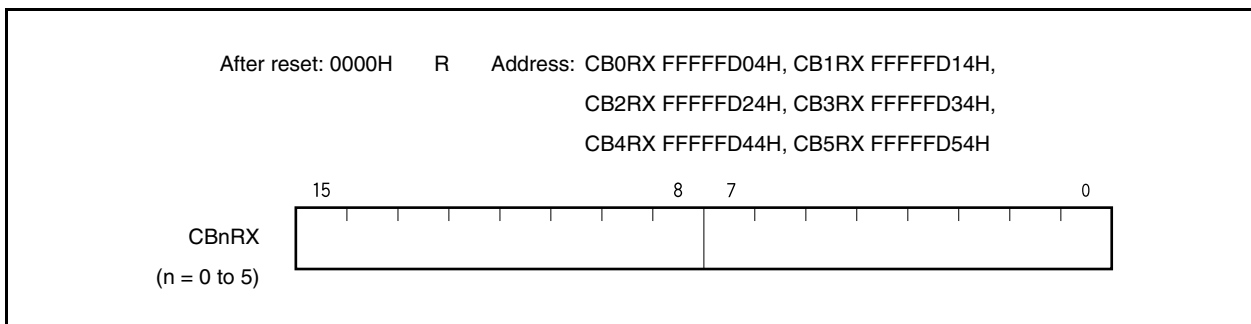 After reset: 0000H R Address: CB0RX FFFFFD04H, CB1RX FFFFFD14H,
CB2RX FFFFFD24H, CB3RX FFFFFD34H,
CB4RX FFFFFD44H, CB5RX FFFFFD54H
15 8 7 0
CBnRX
(n = 0 to 5)